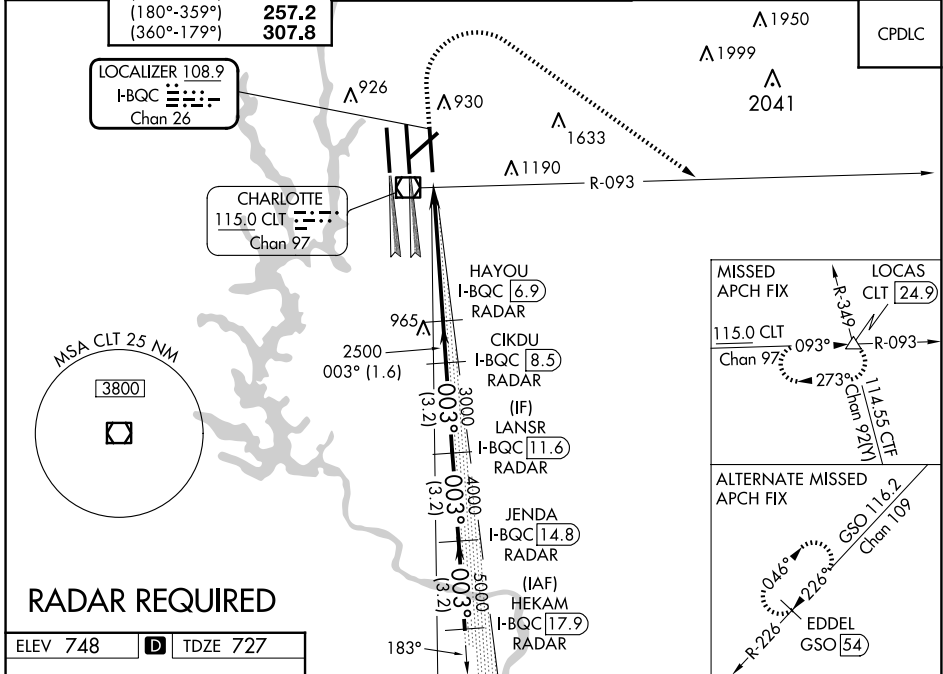 (180°-359°) 257.2
(360°-179°) 307.8
CPDLC
LOCALIZER 108.9
I-BQC
Chan 26
926
930
1950
1999
2041
1633
1190
R-093
CHARLOTTE
115.0 CLT
Chan 97
HAYOU
I-BQC 6.9
RADAR
965
2500
003° (1.6)
CIKDU
I-BQC 8.5
RADAR
003°
3000
(3.2)
(IF)
LANSR
I-BQC 11.6
RADAR
003°
4000
(3.2)
JENDA
I-BQC 14.8
RADAR
003°
5000
(3.2)
(IAF)
HEKAM
I-BQC 17.9
RADAR
183°
MSA CLT 25 NM
3800
RADAR REQUIRED
ELEV 748 D TDZE 727
MISSED
APCH FIX
LOCAS
CLT 24.9
R-349
115.0 CLT
Chan 97
093°
R-093
273°
114.55 CTF
Chan 92(Y)
ALTERNATE MISSED
APCH FIX
GSO 116.2
Chan 109
046°
226°
R-226
EDDEL
GSO 54